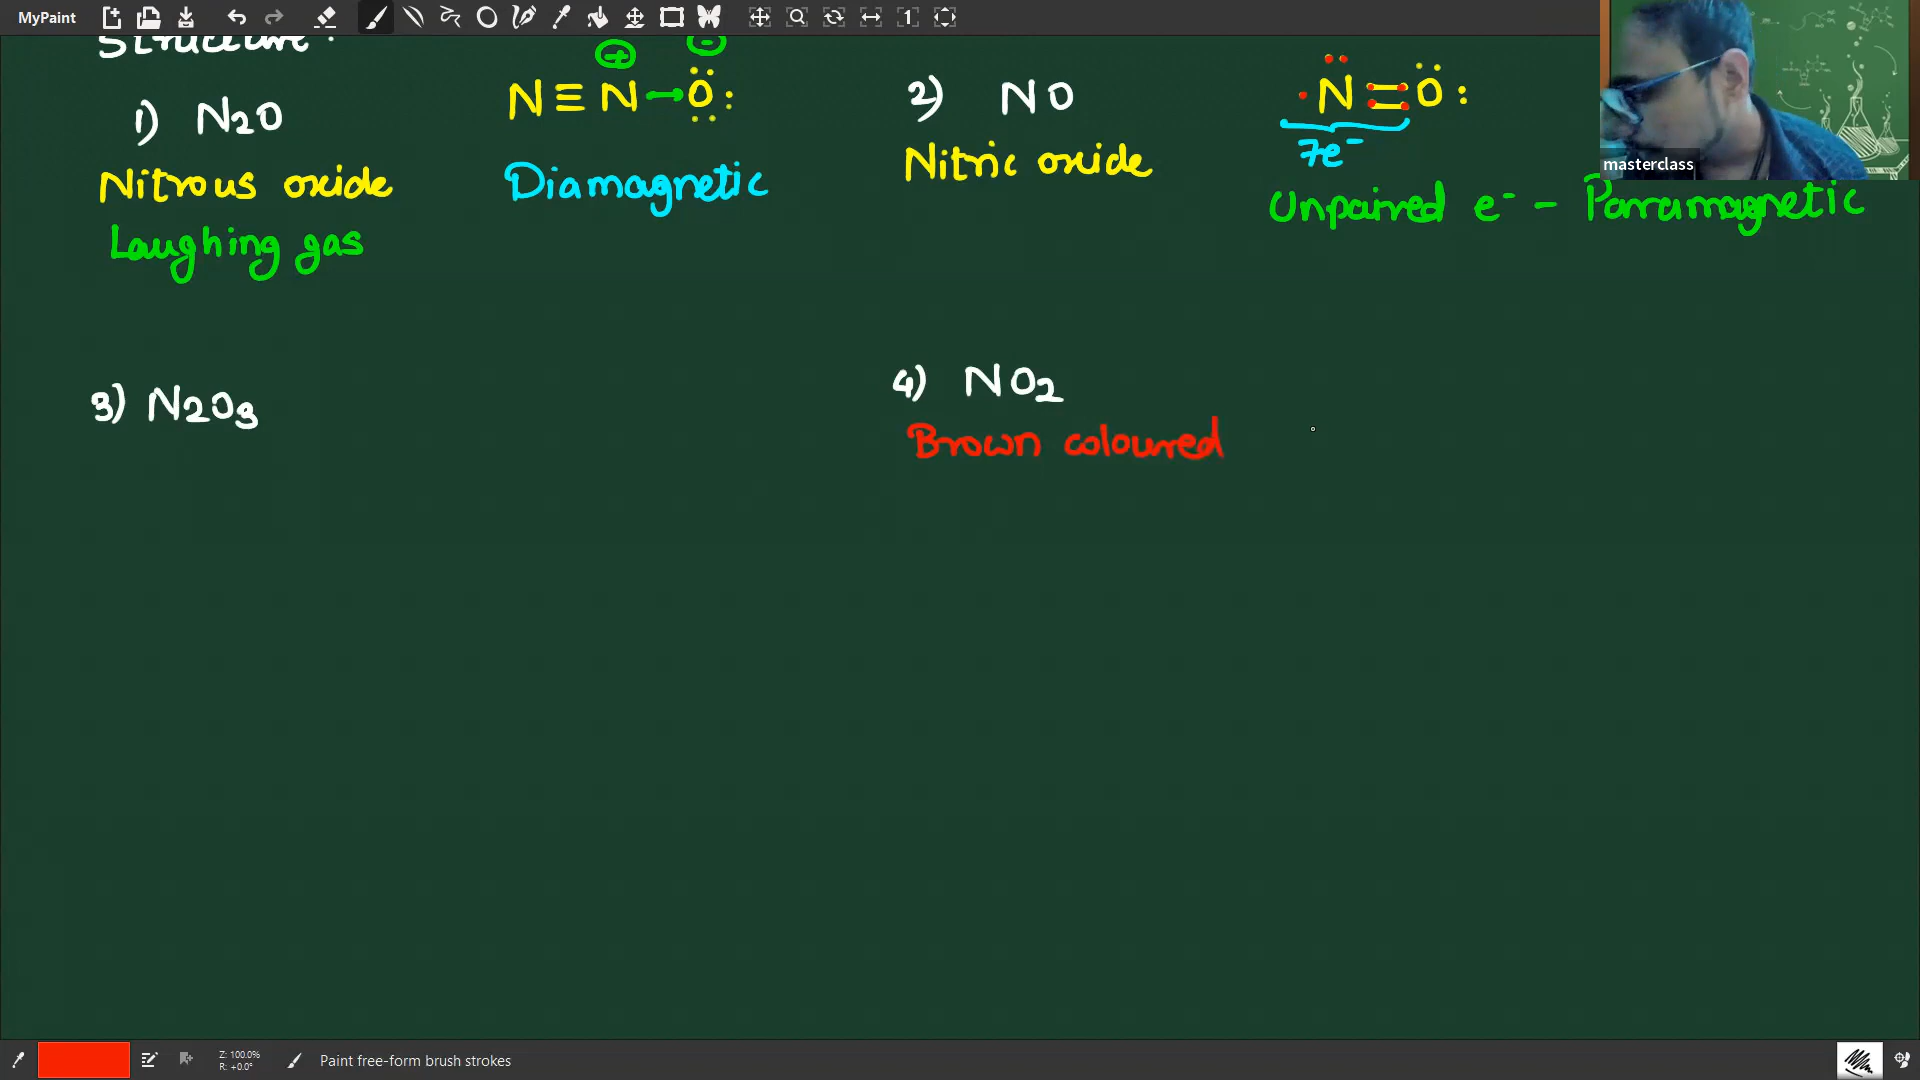 MyPaint
Structure :
1) N2O
N ≡ N → Ö :
⊕ ⊖
Nitrous oxide
Diamagnetic
Laughing gas
2) NO
N = O :
7e⁻
Nitric oxide
Unpaired e⁻ - Paramagnetic
masterclass
3) N2O3
4) NO2
Brown coloured
Z: 100.0%
R: +0.0°
Paint free-form brush strokes